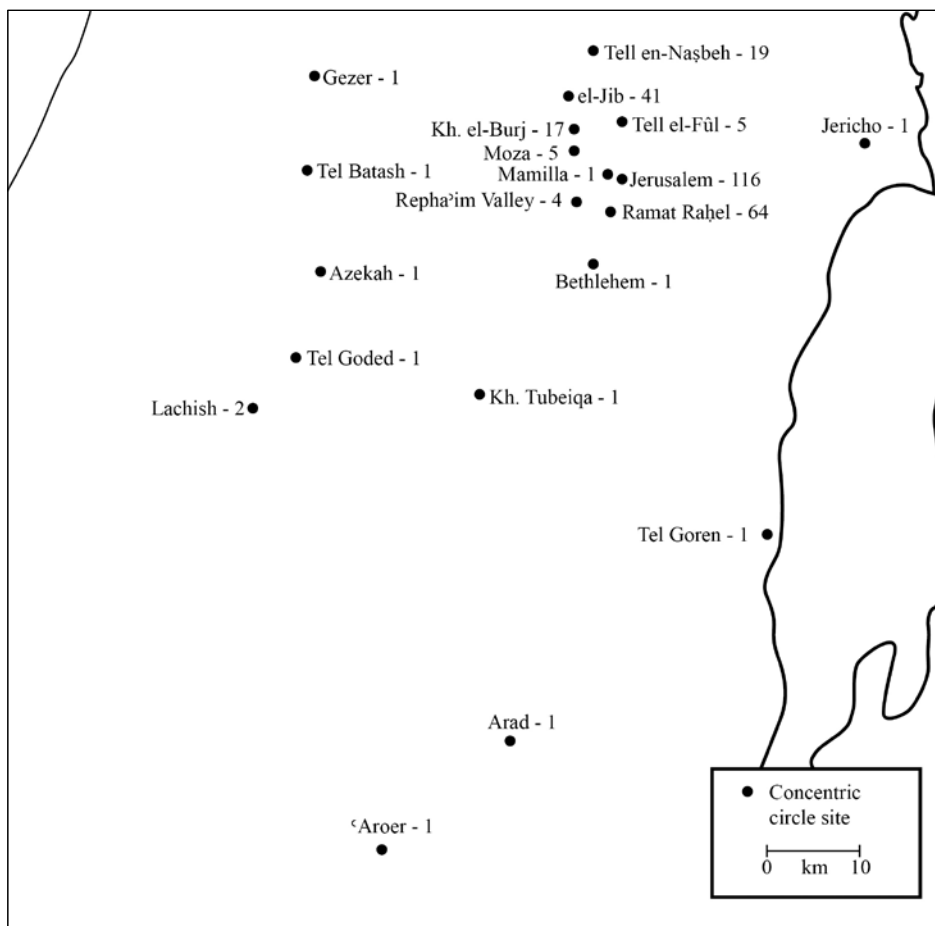 Tell en-Naṣbeh - 19
Gezer - 1
el-Jib - 41
Tell el-Fûl - 5
Kh. el-Burj - 17
Jericho - 1
Moza - 5
Tel Batash - 1
Mamilla - 1
Jerusalem - 116
Rephaʾim Valley - 4
Ramat Raḥel - 64
Azekah - 1
Bethlehem - 1
Tel Goded - 1
Kh. Tubeiqa - 1
Lachish - 2
Tel Goren - 1
Arad - 1
ʿAroer - 1
Concentric
circle site
0 km 10